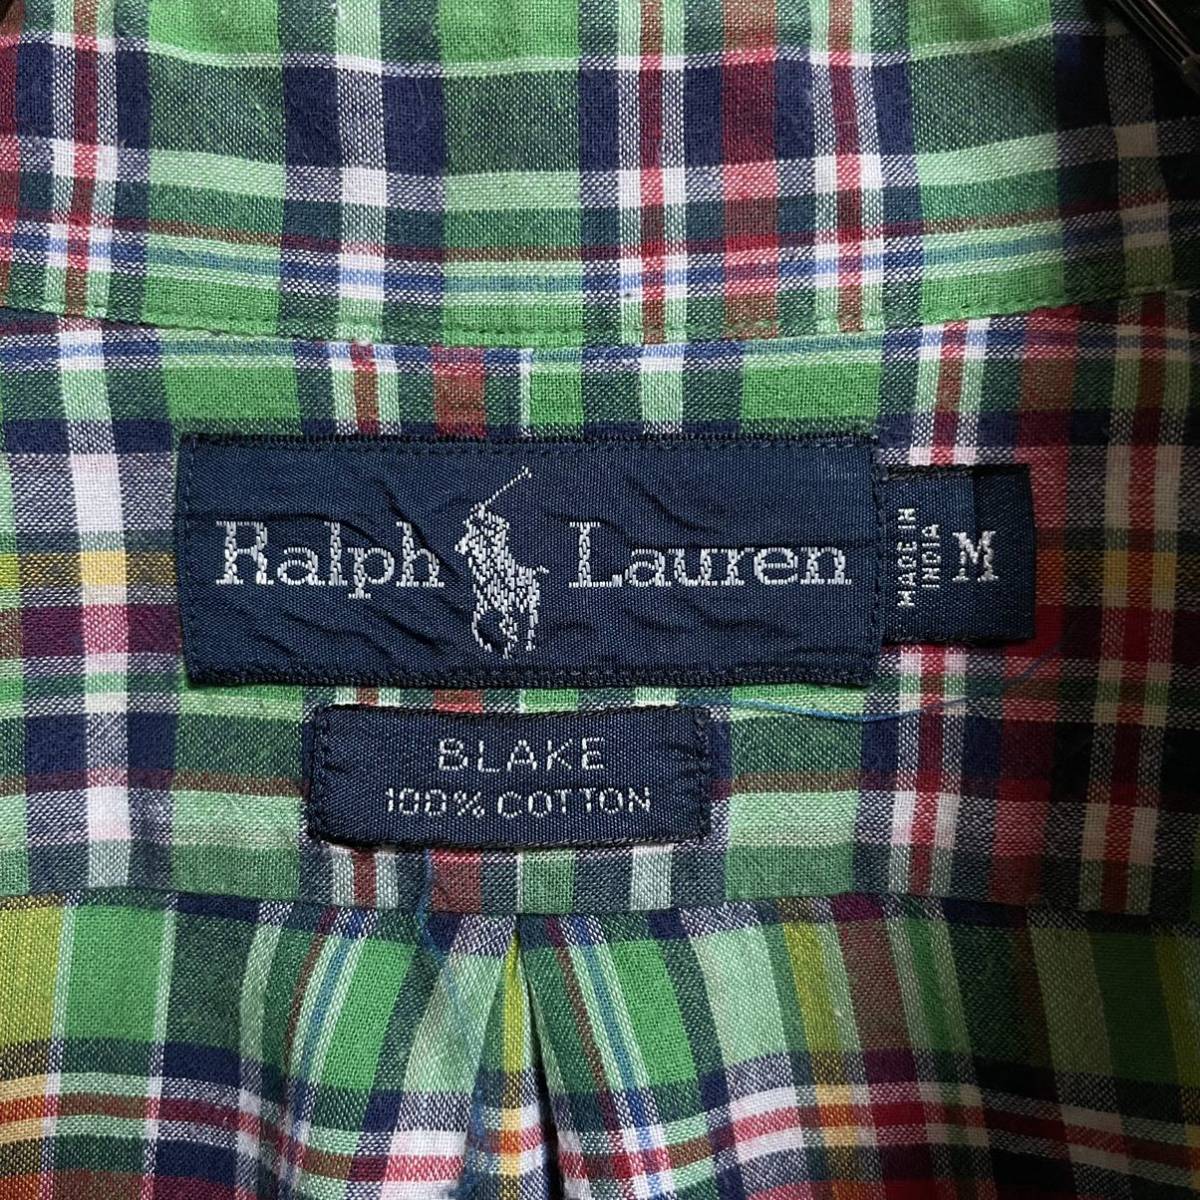 Ralph Lauren
MADE IN
INDIA
M
BLAKE
100% COTTON